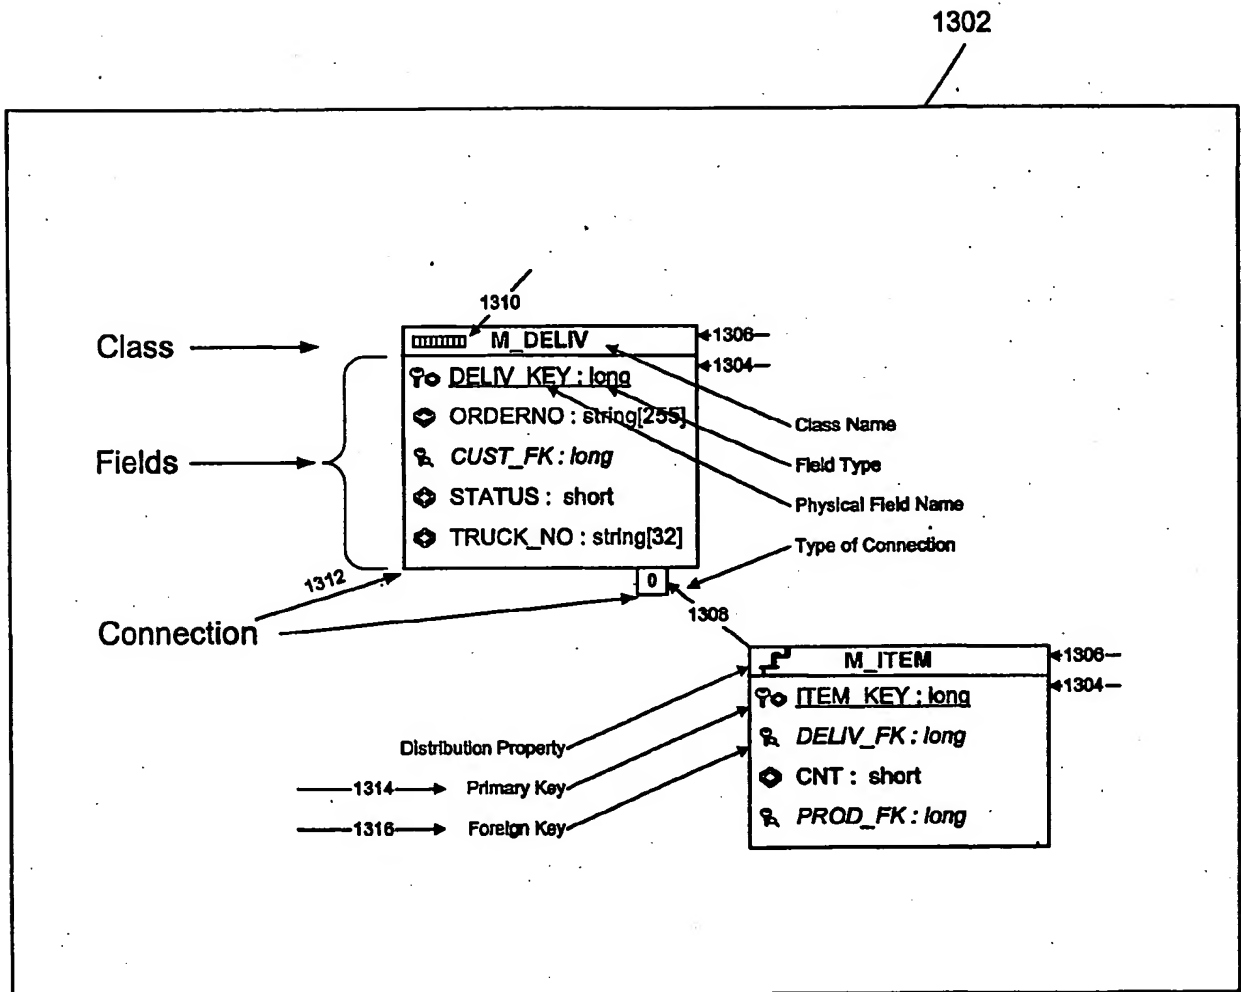 1302
1310
Class
M_DELIV
1306
1304
DELIV_KEY : long
ORDERNO : string[255]
Class Name
Fields
CUST_FK : long
Field Type
STATUS : short
Physical Field Name
TRUCK_NO : string[32]
Type of Connection
1312
0
1308
Connection
M_ITEM
1306
1304
ITEM_KEY : long
DELIV_FK : long
Distribution Property
CNT : short
1314
Primary Key
PROD_FK : long
1316
Foreign Key